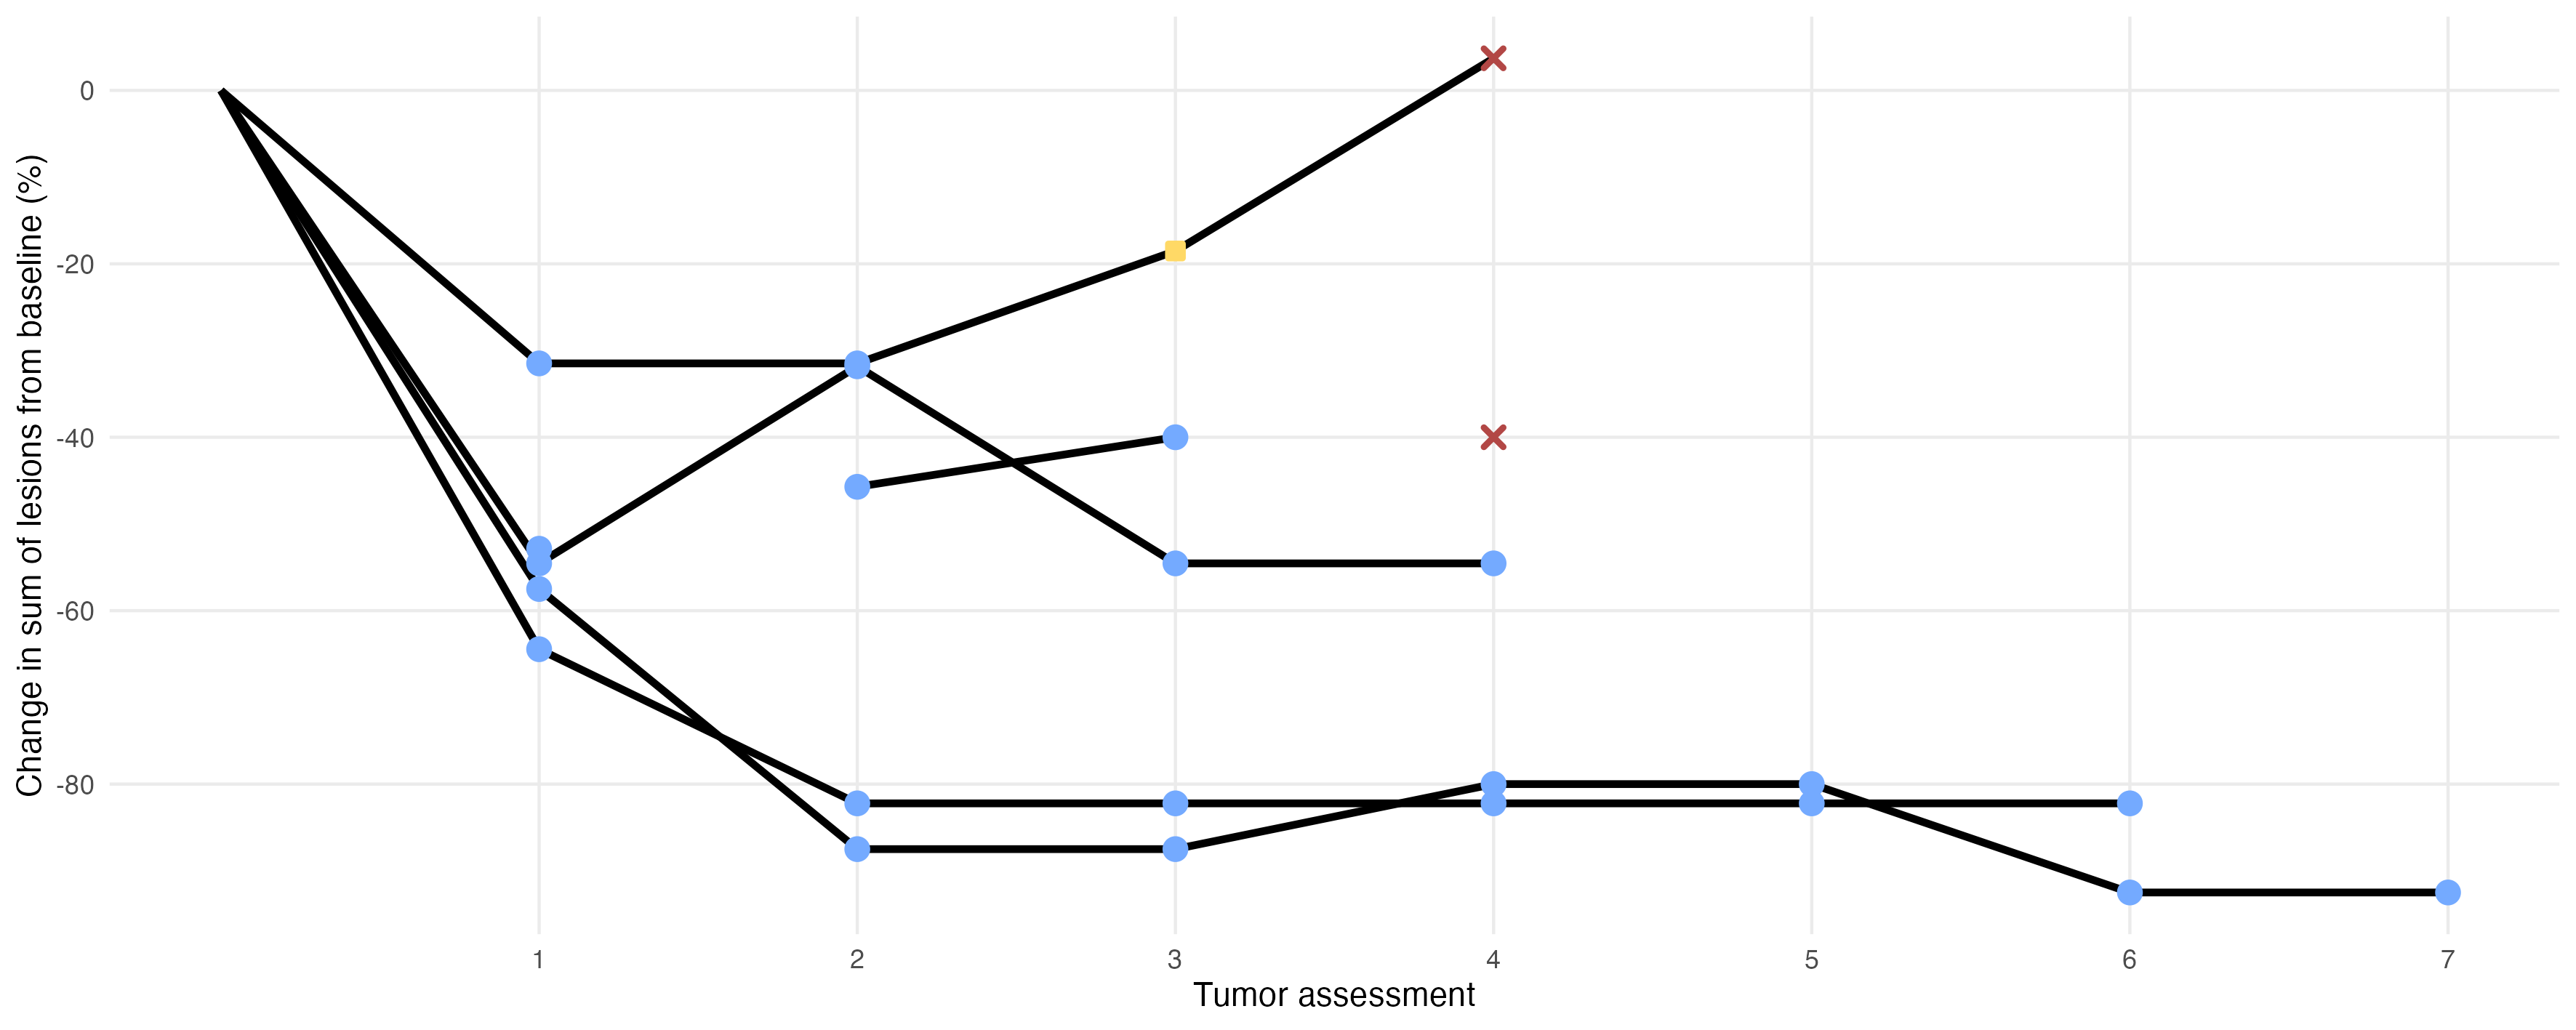 Change in sum of lesions from baseline (%)
0
-20
-40
-60
-80
1 2 3 4 5 6 7
Tumor assessment